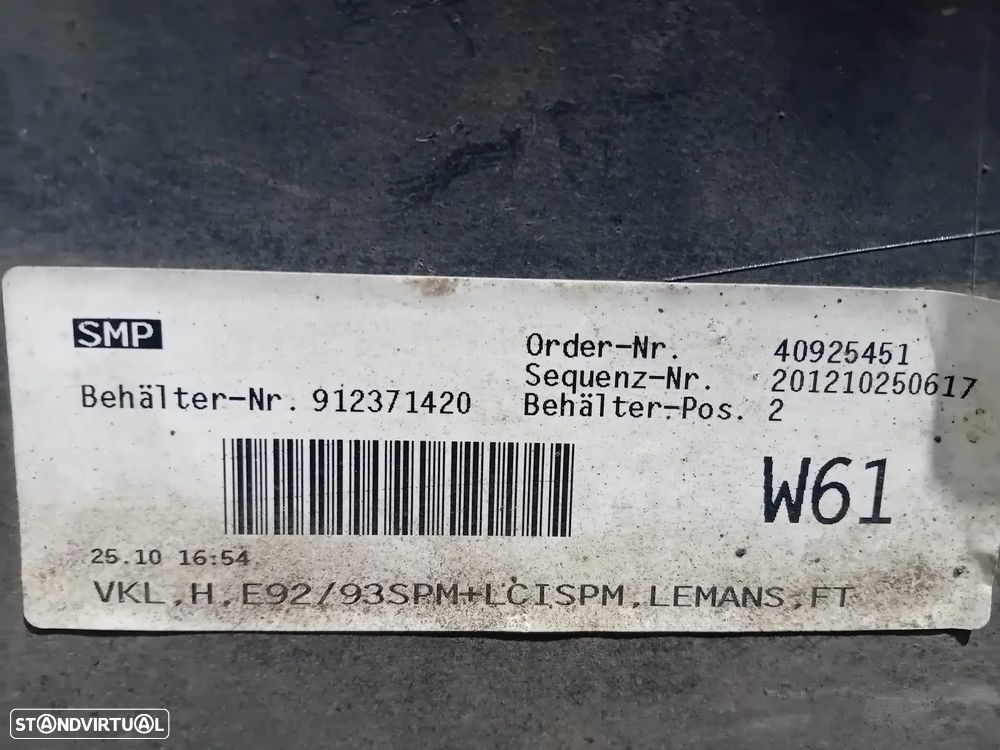 SMP
Order-Nr. 40925451
Sequenz-Nr. 201210250617
Behälter-Nr. 912371420 Behälter-Pos. 2
W61
25.10 16:54
VKL,H,E92/93SPM+LCISPM,LEMANS,FT
STANDVIRTUAL